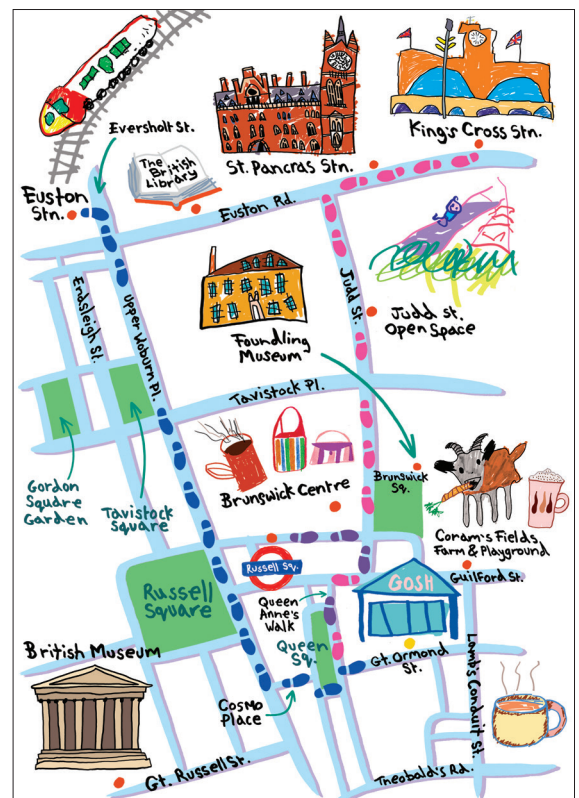 Eversholt St.
The
British
Library
St. Pancras Stn.
King's Cross Stn.
Euston
Stn.
Euston Rd.
Endsleigh St.
Upper Woburn Pl.
Judd St.
Judd St.
Open Space
Foundling
Museum
Tavistock Pl.
Gordon
Square
Garden
Tavistock
Square
Brunswick Centre
Brunswick
Sq.
Coram's Fields,
Farm & Playground
Russell Sq.
GOSH
Guilford St.
Russell
Square
Queen
Anne's
Walk
Queen
Sq.
British Museum
Gt. Ormond
St.
Lamb's Conduit St.
Cosmo
Place
Gt. Russell St.
Theobald's Rd.